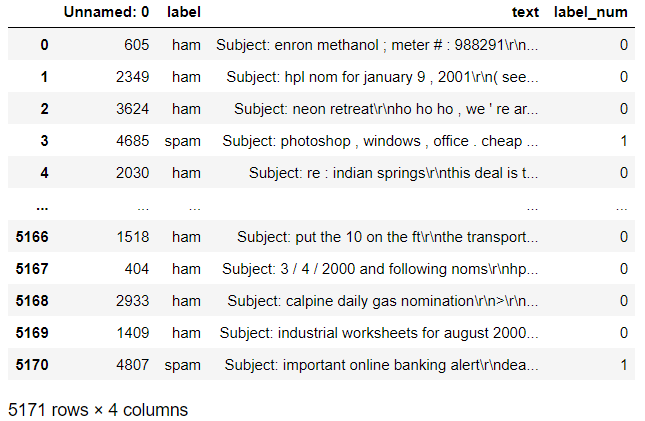 Unnamed: 0 label text label_num
0 605 ham Subject: enron methanol ; meter # : 988291\r\n... 0
1 2349 ham Subject: hpl nom for january 9 , 2001\r\n( see... 0
2 3624 ham Subject: neon retreat\r\nho ho ho , we ' re ar... 0
3 4685 spam Subject: photoshop , windows , office . cheap ... 1
4 2030 ham Subject: re : indian springs\r\nthis deal is t... 0
... ... ... ... ...
5166 1518 ham Subject: put the 10 on the ft\r\nthe transport... 0
5167 404 ham Subject: 3 / 4 / 2000 and following noms\r\nhp... 0
5168 2933 ham Subject: calpine daily gas nomination\r\n>\r\n... 0
5169 1409 ham Subject: industrial worksheets for august 2000... 0
5170 4807 spam Subject: important online banking alert\r\ndea... 1
5171 rows × 4 columns